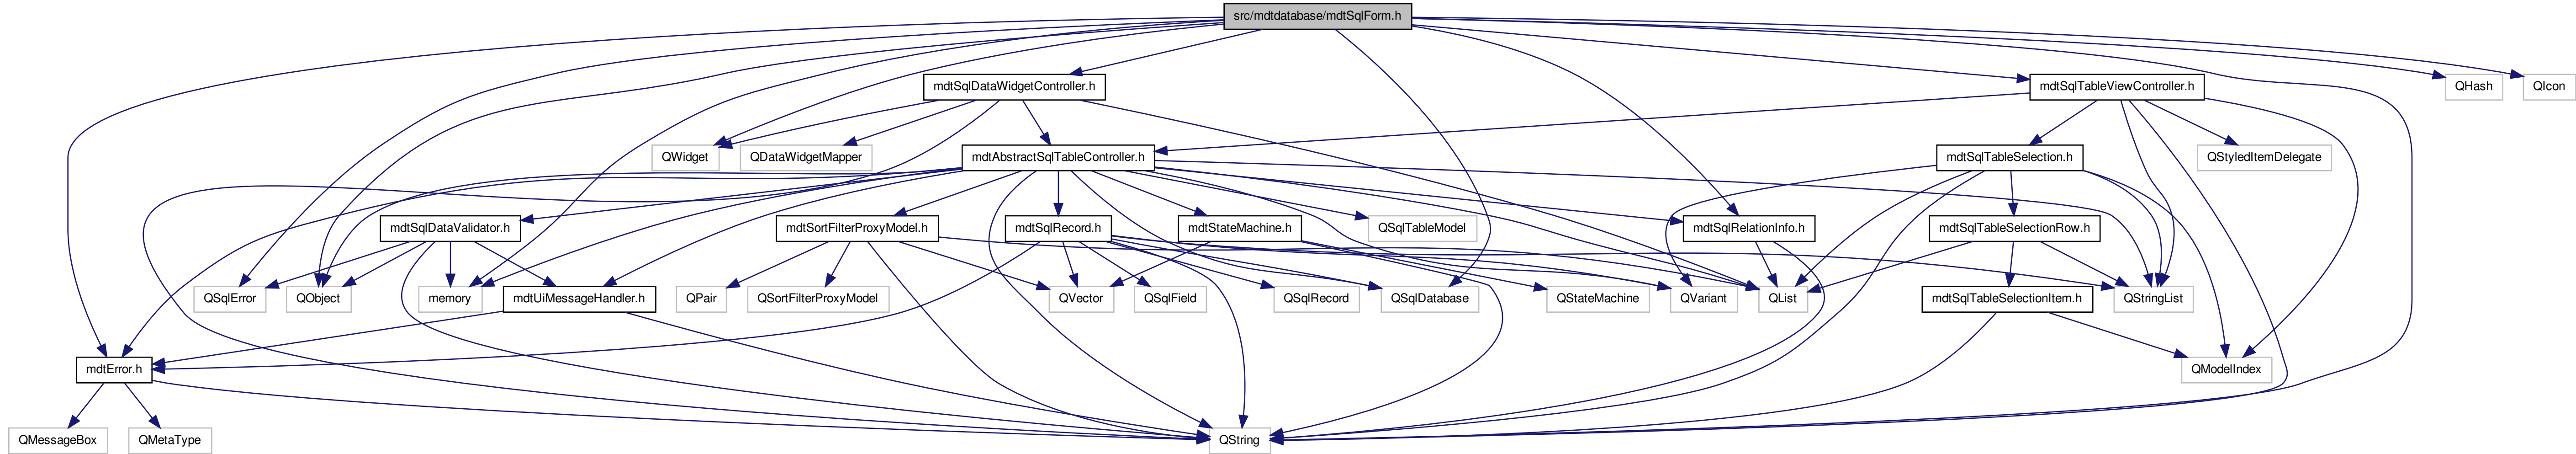 src/mdtdatabase/mdtSqlForm.h
mdtSqlDataWidgetController.h
mdtSqlTableViewController.h
QHash
QIcon
QWidget
QDataWidgetMapper
mdtAbstractSqlTableController.h
mdtSqlTableSelection.h
QStyledItemDelegate
mdtSqlDataValidator.h
mdtSortFilterProxyModel.h
mdtSqlRecord.h
mdtStateMachine.h
QSqlTableModel
mdtSqlRelationInfo.h
mdtSqlTableSelectionRow.h
QSqlError
QObject
memory
mdtUiMessageHandler.h
QPair
QSortFilterProxyModel
QVector
QSqlField
QSqlRecord
QSqlDatabase
QStateMachine
QVariant
QList
mdtSqlTableSelectionItem.h
QStringList
mdtError.h
QModelIndex
QMessageBox
QMetaType
QString